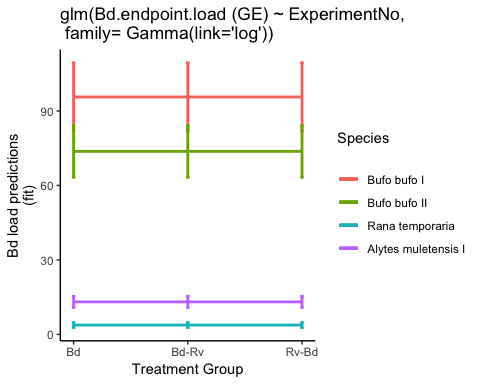 glm(Bd.endpoint.load (GE) ~ ExperimentNo,
family= Gamma(link='log'))
Bd load predictions
(fit)
90
60
30
0
Bd
Bd-Rv
Rv-Bd
Treatment Group
Species
Bufo bufo I
Bufo bufo II
Rana temporaria
Alytes muletensis I